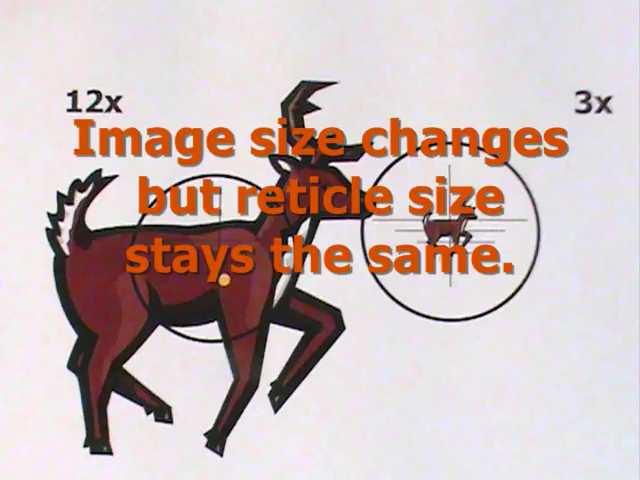 12x
3x
Image size changes
but reticle size
stays the same.